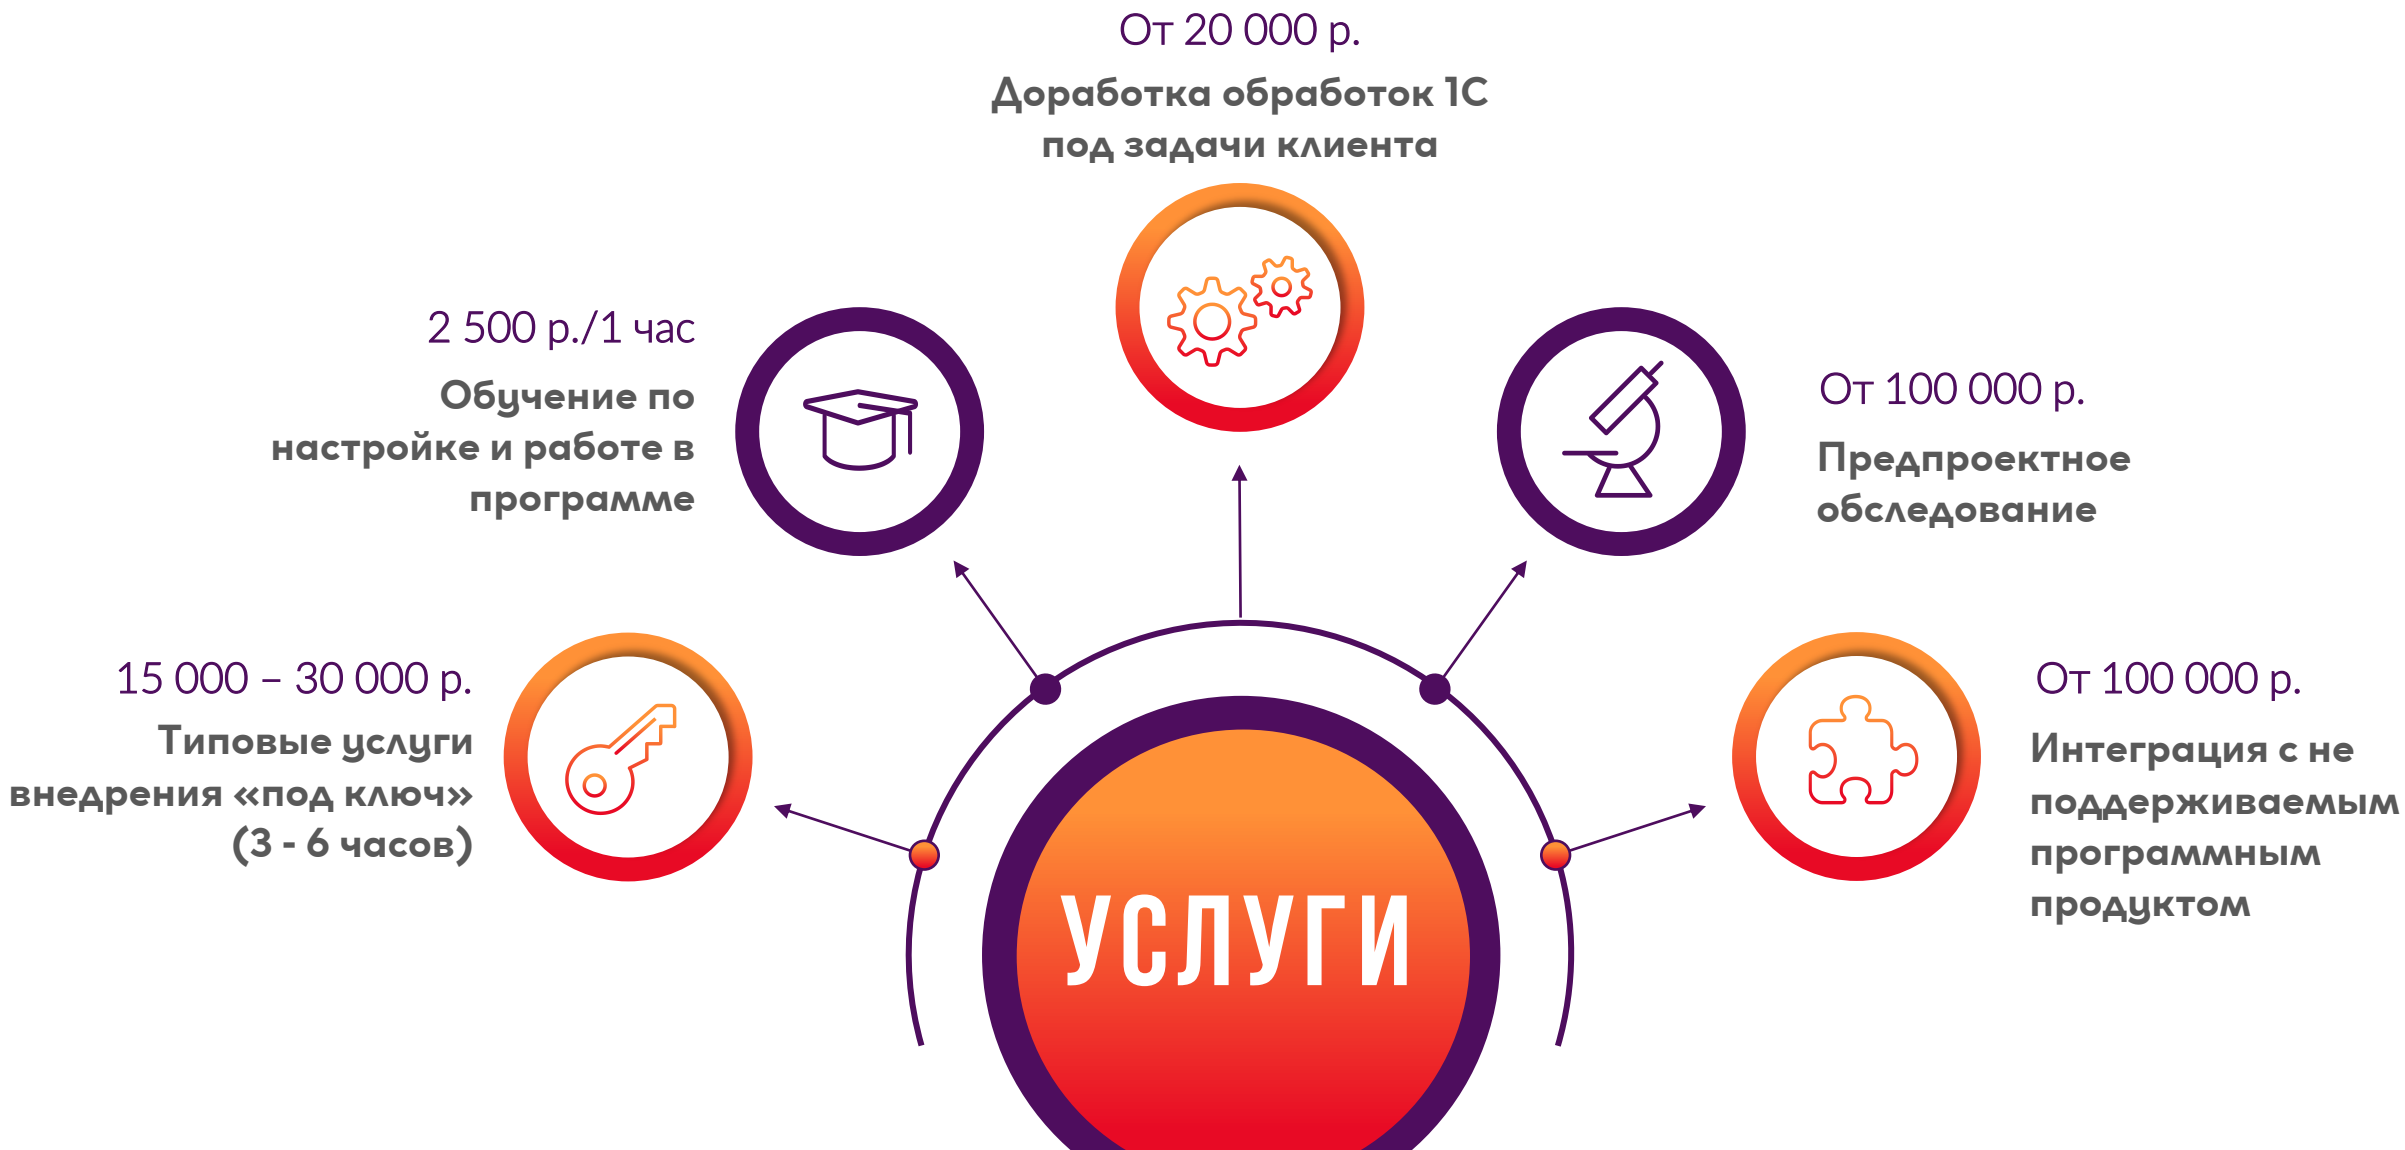 От 20 000 р.
Доработка обработок 1С
под задачи клиента
2 500 р./1 час
Обучение по
настройке и работе в
программе
От 100 000 р.
Предпроектное
обследование
15 000 – 30 000 р.
Типовые услуги
внедрения «под ключ»
(3 - 6 часов)
От 100 000 р.
Интеграция с не
поддерживаемым
программным
продуктом
УСЛУГИ